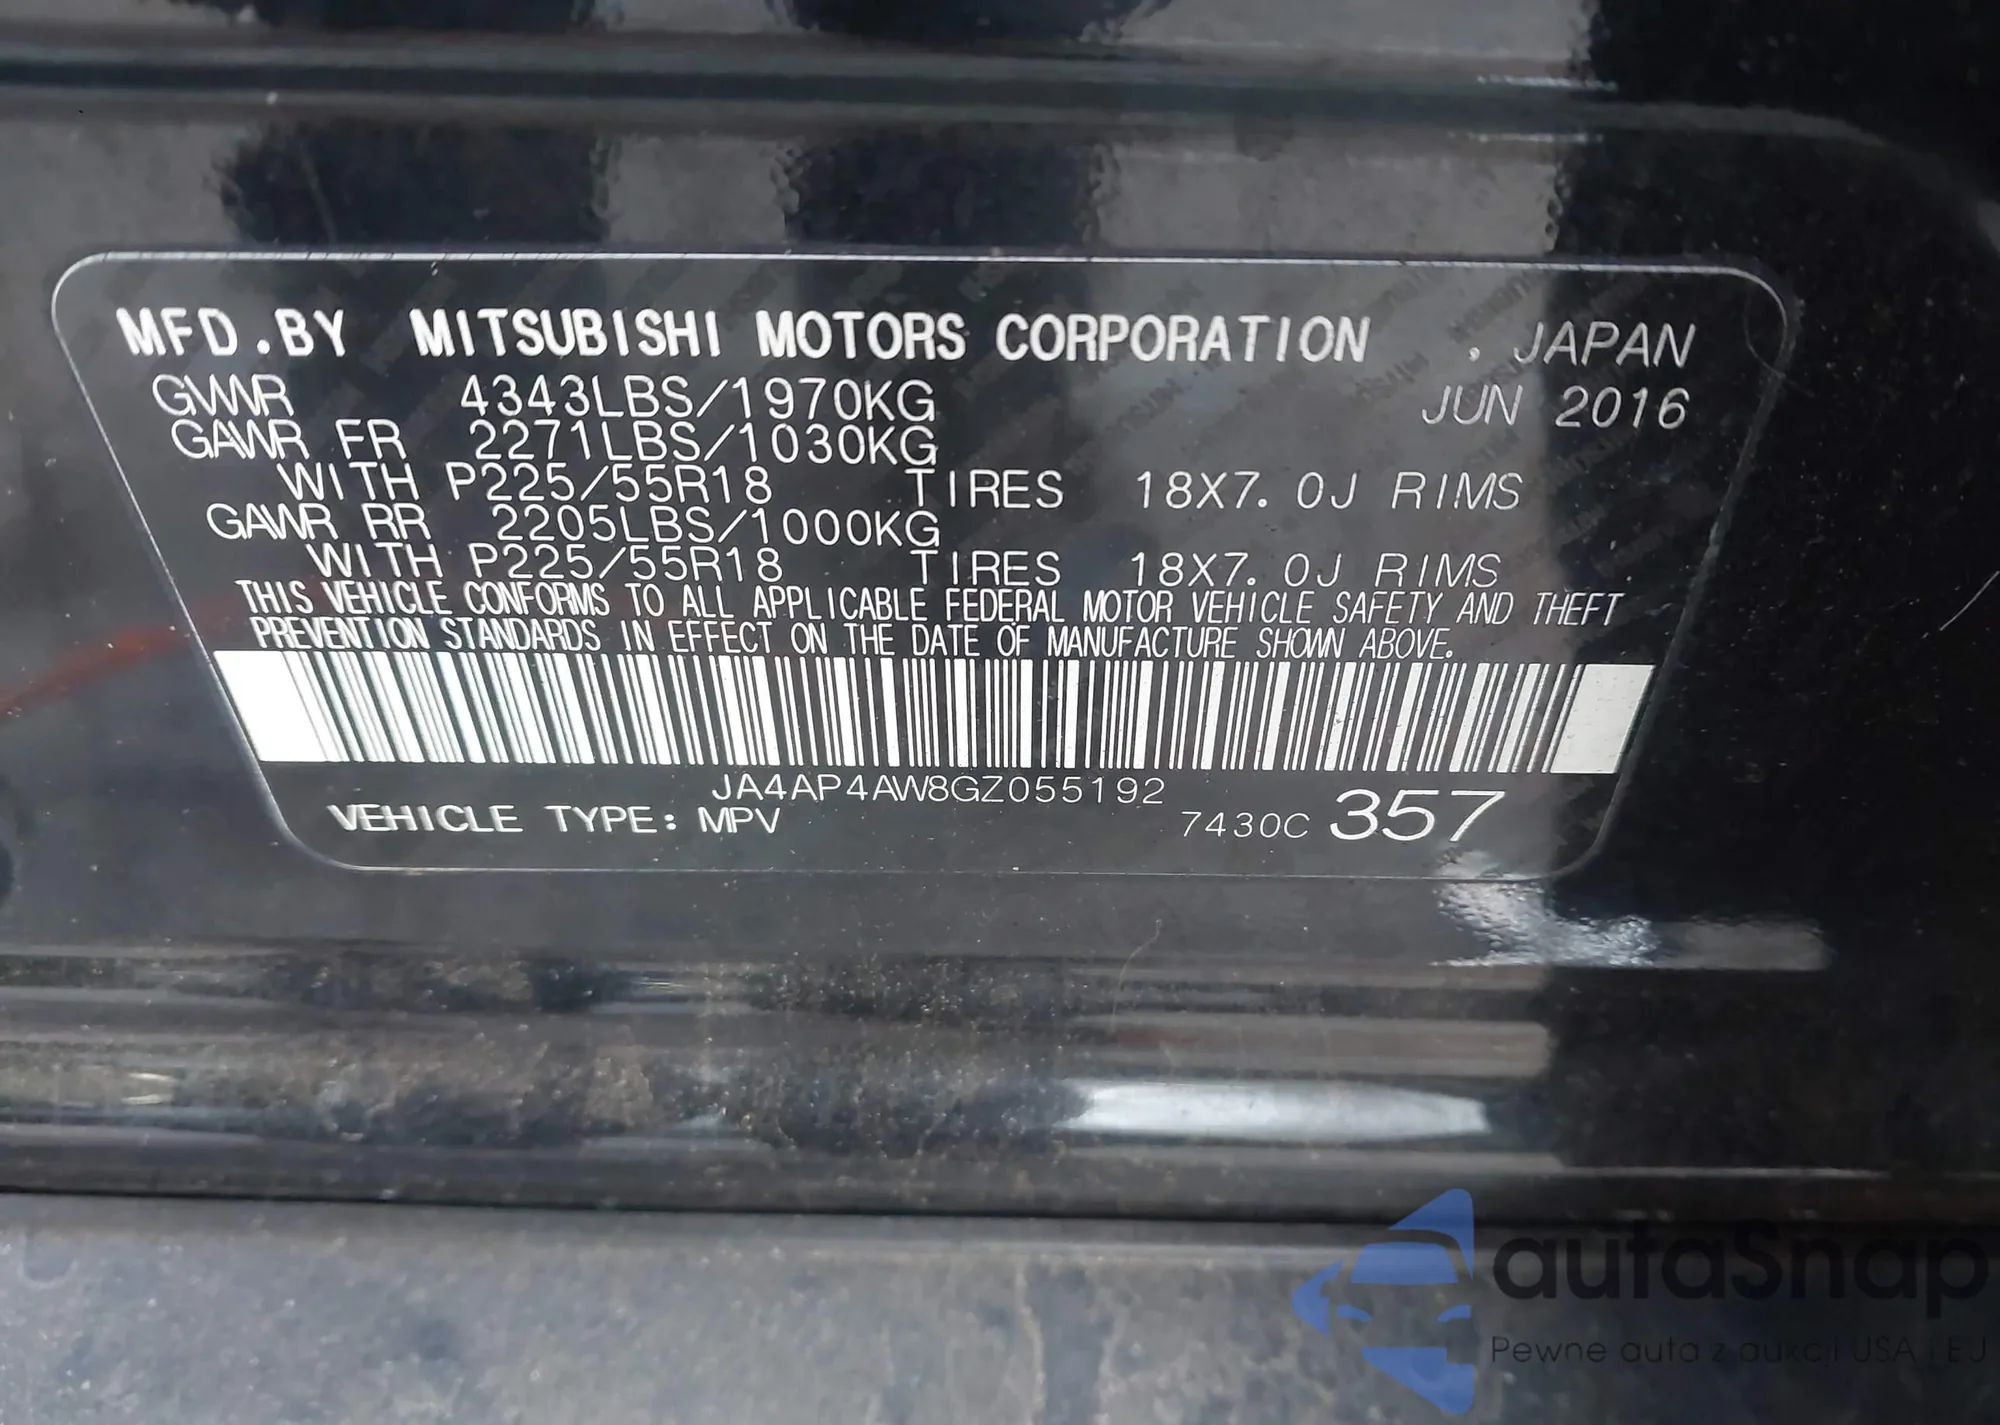 MFD.BY MITSUBISHI MOTORS CORPORATION . JAPAN
GVWR 4343LBS/1970KG JUN 2016
GAWR FR 2271LBS/1030KG
WITH P225/55R18 TIRES 18X7.0J RIMS
GAWR RR 2205LBS/1000KG
WITH P225/55R18 TIRES 18X7.0J RIMS
THIS VEHICLE CONFORMS TO ALL APPLICABLE FEDERAL MOTOR VEHICLE SAFETY AND THEFT
PREVENTION STANDARDS IN EFFECT ON THE DATE OF MANUFACTURE SHOWN ABOVE.
JA4AP4AW8GZ055192
VEHICLE TYPE: MPV 7430C 357
autaSnap
Pewne auta z aukcji USA i EU